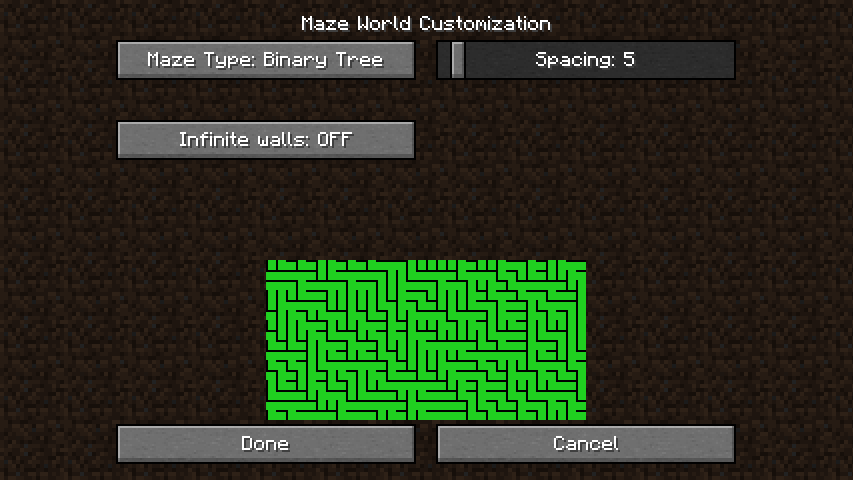 Maze World Customization
Maze Type: Binary Tree
Spacing: 5
Infinite walls: OFF
Done
Cancel